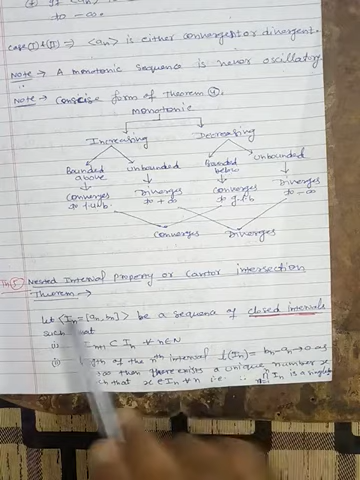 to -∞.
Case (I) & (II) ⇒ <an> is either convergent or divergent.
Note → A monotonic sequence is never oscillatory.
Note → Concise form of Theorem (4).
Monotonic
Increasing Decreasing
Bounded above Unbounded Bounded below Unbounded
Converges to l.u.b. Diverges to +∞ Converges to g.l.b Diverges to -∞
Converges Diverges
Th (5) Nested Interval Property or Cantor intersection
Theorem →
Let <In = [an, bn]> be a sequence of closed intervals
such that
(i) In+1 ⊂ In ∀ n∈N
(ii) length of the nth interval l(In) = bn-an → 0 as
∞ then there exists a unique number x
such that x ∈ In ∀ n i.e. In is a